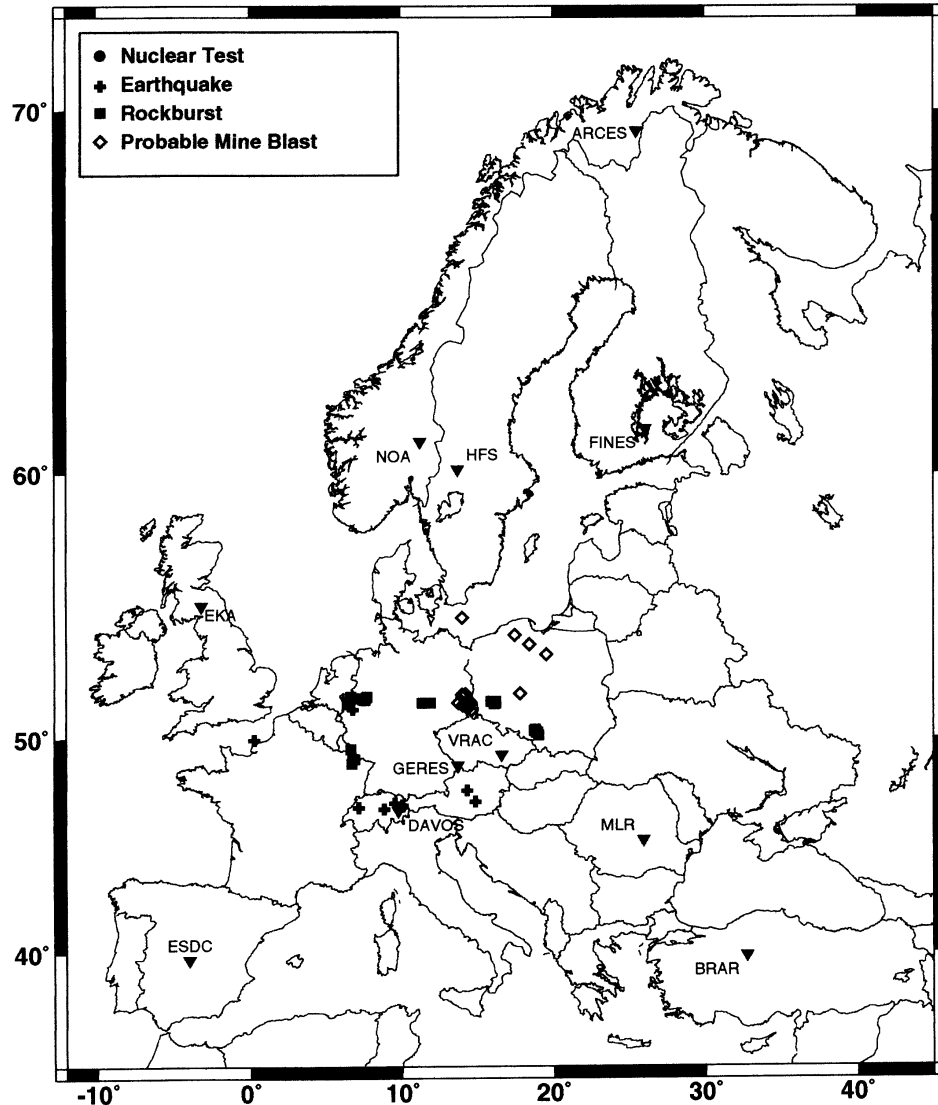 Nuclear Test
Earthquake
Rockburst
Probable Mine Blast
70°
ARCES
NOA
HFS
FINES
60°
EKA
50°
VRAC
GERES
DAVOS
MLR
ESDC
40°
BRAR
-10°
0°
10°
20°
30°
40°